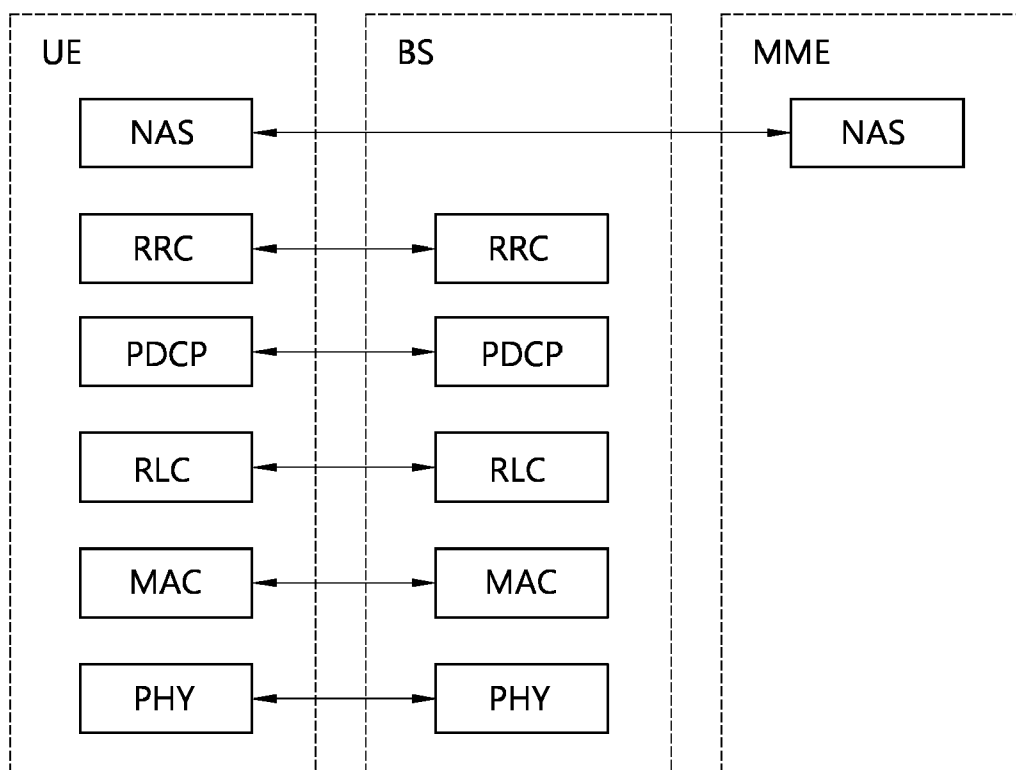 UE BS MME
NAS NAS
RRC RRC
PDCP PDCP
RLC RLC
MAC MAC
PHY PHY